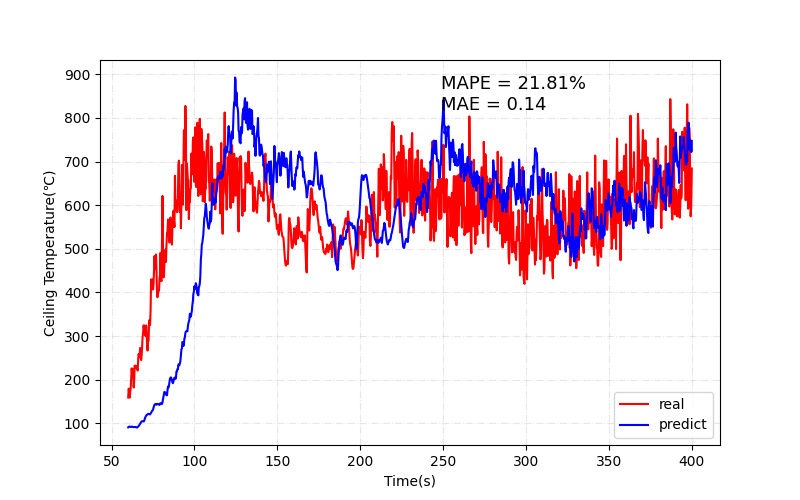 MAPE = 21.81%
MAE = 0.14
900
800
700
600
500
400
300
200
100
Ceiling Temperature(℃)
50
100
150
200
250
300
350
400
Time(s)
real
predict